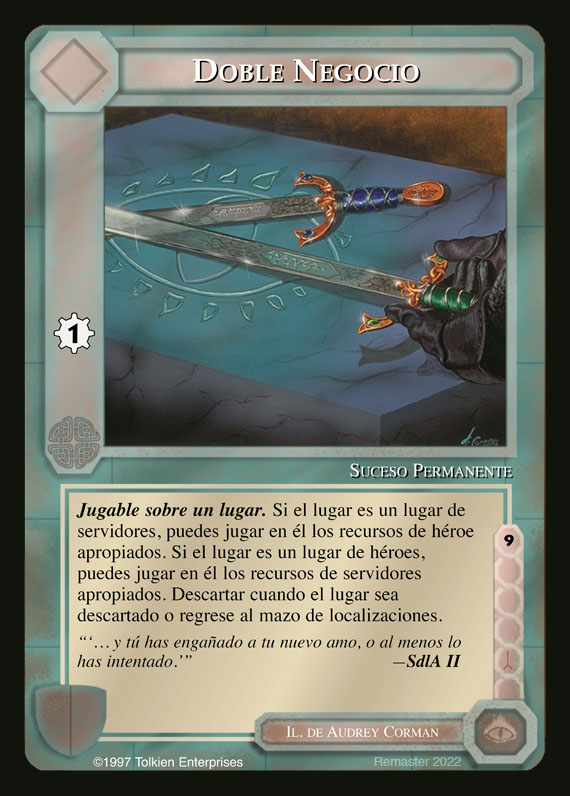 DOBLE NEGOCIO
1
SUCESO PERMANENTE
Jugable sobre un lugar. Si el lugar es un lugar de
servidores, puedes jugar en él los recursos de héroe
apropiados. Si el lugar es un lugar de héroes,
puedes jugar en él los recursos de servidores
apropiados. Descartar cuando el lugar sea
descartado o regrese al mazo de localizaciones.
“‘…y tú has engañado a tu nuevo amo, o al menos lo
has intentado.’” —SdlA II
9
IL. DE AUDREY CORMAN
©1997 Tolkien Enterprises
Remaster 2022